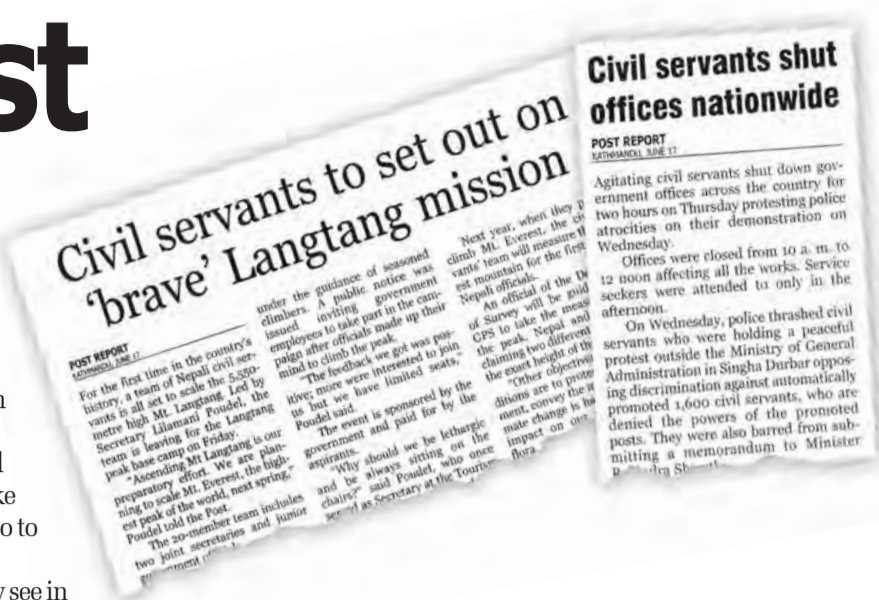 st
n
l
ke
o to
y see in
Civil servants to set out on
‘brave’ Langtang mission
POST REPORT
KATHMANDU, JUNE 17
For the first time in the country’s
history, a team of Nepali civil ser-
vants is all set to scale the 5,550-
metre high Mt. Langtang. Led by
Secretary Lilamani Poudel, the
team is leaving for the Langtang
peak base camp on Friday.
“Ascending Mt Langtang is our
preparatory effort. We are plan-
ning to scale Mt. Everest, the high-
est peak of the world, next spring,”
Poudel told the Post.
The 20-member team includes
two joint secretaries and junior
under the guidance of seasoned
climbers. A public notice was
issued inviting government
employees to take part in the cam-
paign after officials made up their
mind to climb the peak.
“The feedback we got was pos-
itive; more were interested to join
us but we have limited seats,”
Poudel said.
The event is sponsored by the
government and paid for by the
aspirants.
“Why should we be lethargic
and be always sitting on the
chairs?” said Poudel, who once
as Secretary at the Tourism
Next year, when they
climb Mt. Everest, the
vants’ team will measure
est mountain for the first
Nepali officials.
An official of the
of Survey will be
GPS to take the
the peak. Nepal and
claiming two different
the exact height of
“Other objective
ditions are to
ment, convey the
mate change is
impact on
flora
Civil servants shut
offices nationwide
POST REPORT
KATHMANDU, JUNE 17
Agitating civil servants shut down gov-
ernment offices across the country for
two hours on Thursday protesting police
atrocities on their demonstration on
Wednesday.
Offices were closed from 10 a. m. to
12 noon affecting all the works. Service
seekers were attended to only in the
afternoon.
On Wednesday, police thrashed civil
servants who were holding a peaceful
protest outside the Ministry of General
Administration in Singha Durbar oppos-
ing discrimination against automatically
promoted 1,600 civil servants, who are
denied the powers of the promoted
posts. They were also barred from sub-
mitting a memorandum to Minister